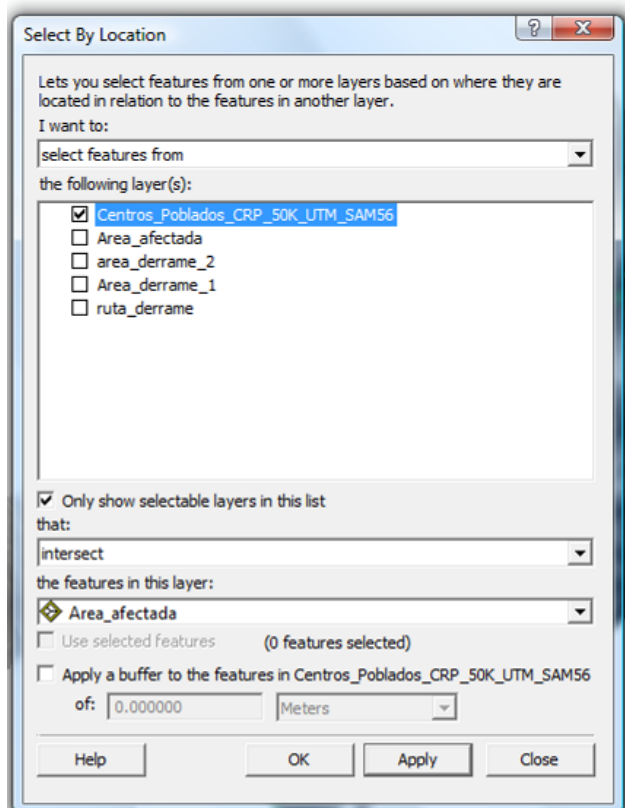 Select By Location
Lets you select features from one or more layers based on where they are
located in relation to the features in another layer.
I want to:
select features from
the following layer(s):
Centros_Poblados_CRP_50K_UTM_SAM56
Area_afectada
area_derrame_2
Area_derrame_1
ruta_derrame
Only show selectable layers in this list
that:
intersect
the features in this layer:
Area_afectada
Use selected features (0 features selected)
Apply a buffer to the features in Centros_Poblados_CRP_50K_UTM_SAM56
of: 0.000000 Meters
Help OK Apply Close